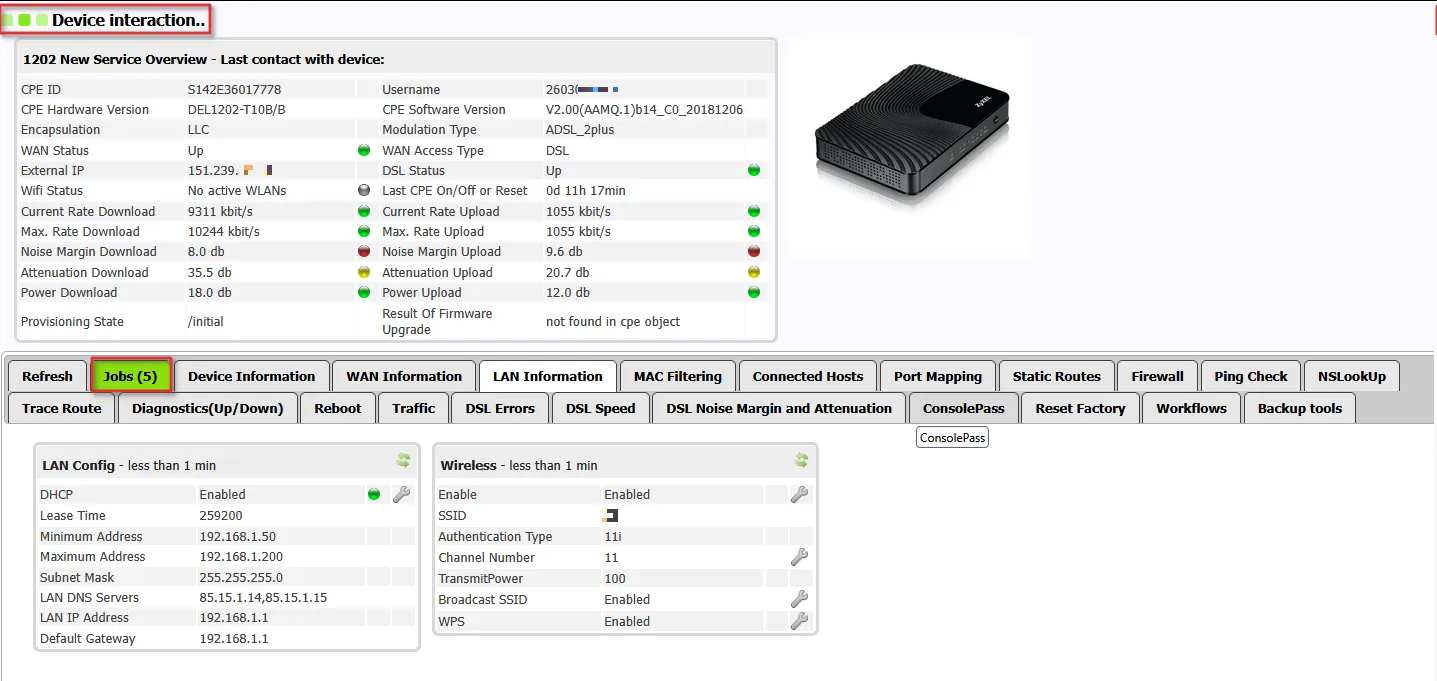 Device interaction..
1202 New Service Overview - Last contact with device:
CPE ID S142E36017778 Username 2603
CPE Hardware Version DEL1202-T10B/B CPE Software Version V2.00(AAMQ.1)b14_C0_20181206
Encapsulation LLC Modulation Type ADSL_2plus
WAN Status Up WAN Access Type DSL
External IP 151.239. DSL Status Up
Wifi Status No active WLANs Last CPE On/Off or Reset 0d 11h 17min
Current Rate Download 9311 kbit/s Current Rate Upload 1055 kbit/s
Max. Rate Download 10244 kbit/s Max. Rate Upload 1055 kbit/s
Noise Margin Download 8.0 db Noise Margin Upload 9.6 db
Attenuation Download 35.5 db Attenuation Upload 20.7 db
Power Download 18.0 db Power Upload 12.0 db
Provisioning State /initial Result Of Firmware Upgrade not found in cpe object
ZyXEL
Refresh Jobs (5) Device Information WAN Information LAN Information MAC Filtering Connected Hosts Port Mapping Static Routes Firewall Ping Check NSLookUp
Trace Route Diagnostics(Up/Down) Reboot Traffic DSL Errors DSL Speed DSL Noise Margin and Attenuation ConsolePass Reset Factory Workflows Backup tools
ConsolePass
LAN Config - less than 1 min
DHCP Enabled
Lease Time 259200
Minimum Address 192.168.1.50
Maximum Address 192.168.1.200
Subnet Mask 255.255.255.0
LAN DNS Servers 85.15.1.14,85.15.1.15
LAN IP Address 192.168.1.1
Default Gateway 192.168.1.1
Wireless - less than 1 min
Enable Enabled
SSID
Authentication Type 11i
Channel Number 11
TransmitPower 100
Broadcast SSID Enabled
WPS Enabled